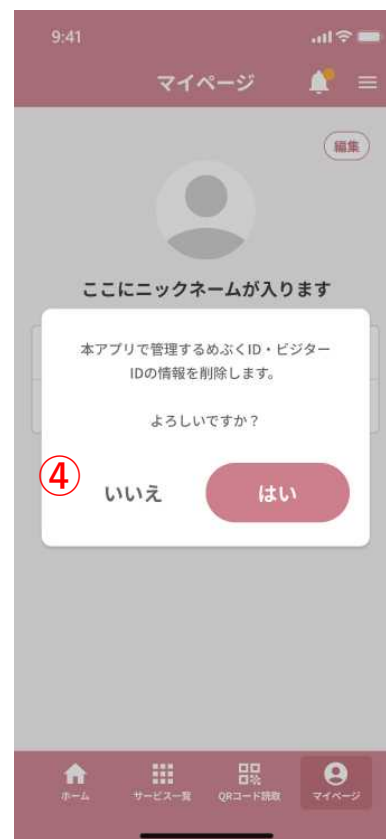 9:41
マイページ
編集
ここにニックネームが入ります
本アプリで管理するめぶくID・ビジター
IDの情報を削除します。
よろしいですか？
④
いいえ はい
ホーム サービス一覧 QRコード読取 マイページ